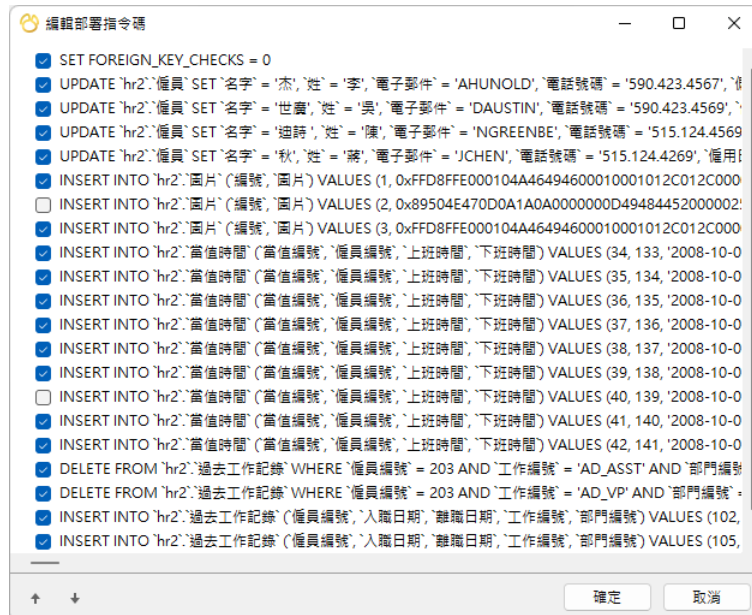 編輯部署指令碼
SET FOREIGN_KEY_CHECKS = 0
UPDATE `hr2`.`僱員` SET `名字` = '杰', `姓` = '李', `電子郵件` = 'AHUNOLD', `電話號碼` = '590.423.4567', `
UPDATE `hr2`.`僱員` SET `名字` = '世勳', `姓` = '吳', `電子郵件` = 'DAUSTIN', `電話號碼` = '590.423.4569', `
UPDATE `hr2`.`僱員` SET `名字` = '迪詩 ', `姓` = '陳', `電子郵件` = 'NGREENBE', `電話號碼` = '515.124.4569
UPDATE `hr2`.`僱員` SET `名字` = '秋', `姓` = '蔣', `電子郵件` = 'JCHEN', `電話號碼` = '515.124.4269', `僱用日
INSERT INTO `hr2`.`圖片` (`編號`, `圖片`) VALUES (1, 0xFFD8FFE000104A46494600010001012C012C000
INSERT INTO `hr2`.`圖片` (`編號`, `圖片`) VALUES (2, 0x89504E470D0A1A0A0000000D49484452000002
INSERT INTO `hr2`.`圖片` (`編號`, `圖片`) VALUES (3, 0xFFD8FFE000104A46494600010001012C012C000
INSERT INTO `hr2`.`當值時間` (`當值編號`, `僱員編號`, `上班時間`, `下班時間`) VALUES (34, 133, '2008-10-0
INSERT INTO `hr2`.`當值時間` (`當值編號`, `僱員編號`, `上班時間`, `下班時間`) VALUES (35, 134, '2008-10-0
INSERT INTO `hr2`.`當值時間` (`當值編號`, `僱員編號`, `上班時間`, `下班時間`) VALUES (36, 135, '2008-10-0
INSERT INTO `hr2`.`當值時間` (`當值編號`, `僱員編號`, `上班時間`, `下班時間`) VALUES (37, 136, '2008-10-0
INSERT INTO `hr2`.`當值時間` (`當值編號`, `僱員編號`, `上班時間`, `下班時間`) VALUES (38, 137, '2008-10-0
INSERT INTO `hr2`.`當值時間` (`當值編號`, `僱員編號`, `上班時間`, `下班時間`) VALUES (39, 138, '2008-10-0
INSERT INTO `hr2`.`當值時間` (`當值編號`, `僱員編號`, `上班時間`, `下班時間`) VALUES (40, 139, '2008-10-0
INSERT INTO `hr2`.`當值時間` (`當值編號`, `僱員編號`, `上班時間`, `下班時間`) VALUES (41, 140, '2008-10-0
INSERT INTO `hr2`.`當值時間` (`當值編號`, `僱員編號`, `上班時間`, `下班時間`) VALUES (42, 141, '2008-10-0
DELETE FROM `hr2`.`過去工作記錄` WHERE `僱員編號` = 203 AND `工作編號` = 'AD_ASST' AND `部門編號
DELETE FROM `hr2`.`過去工作記錄` WHERE `僱員編號` = 203 AND `工作編號` = 'AD_VP' AND `部門編號` =
INSERT INTO `hr2`.`過去工作記錄` (`僱員編號`, `入職日期`, `離職日期`, `工作編號`, `部門編號`) VALUES (102,
INSERT INTO `hr2`.`過去工作記錄` (`僱員編號`, `入職日期`, `離職日期`, `工作編號`, `部門編號`) VALUES (105,
確定
取消